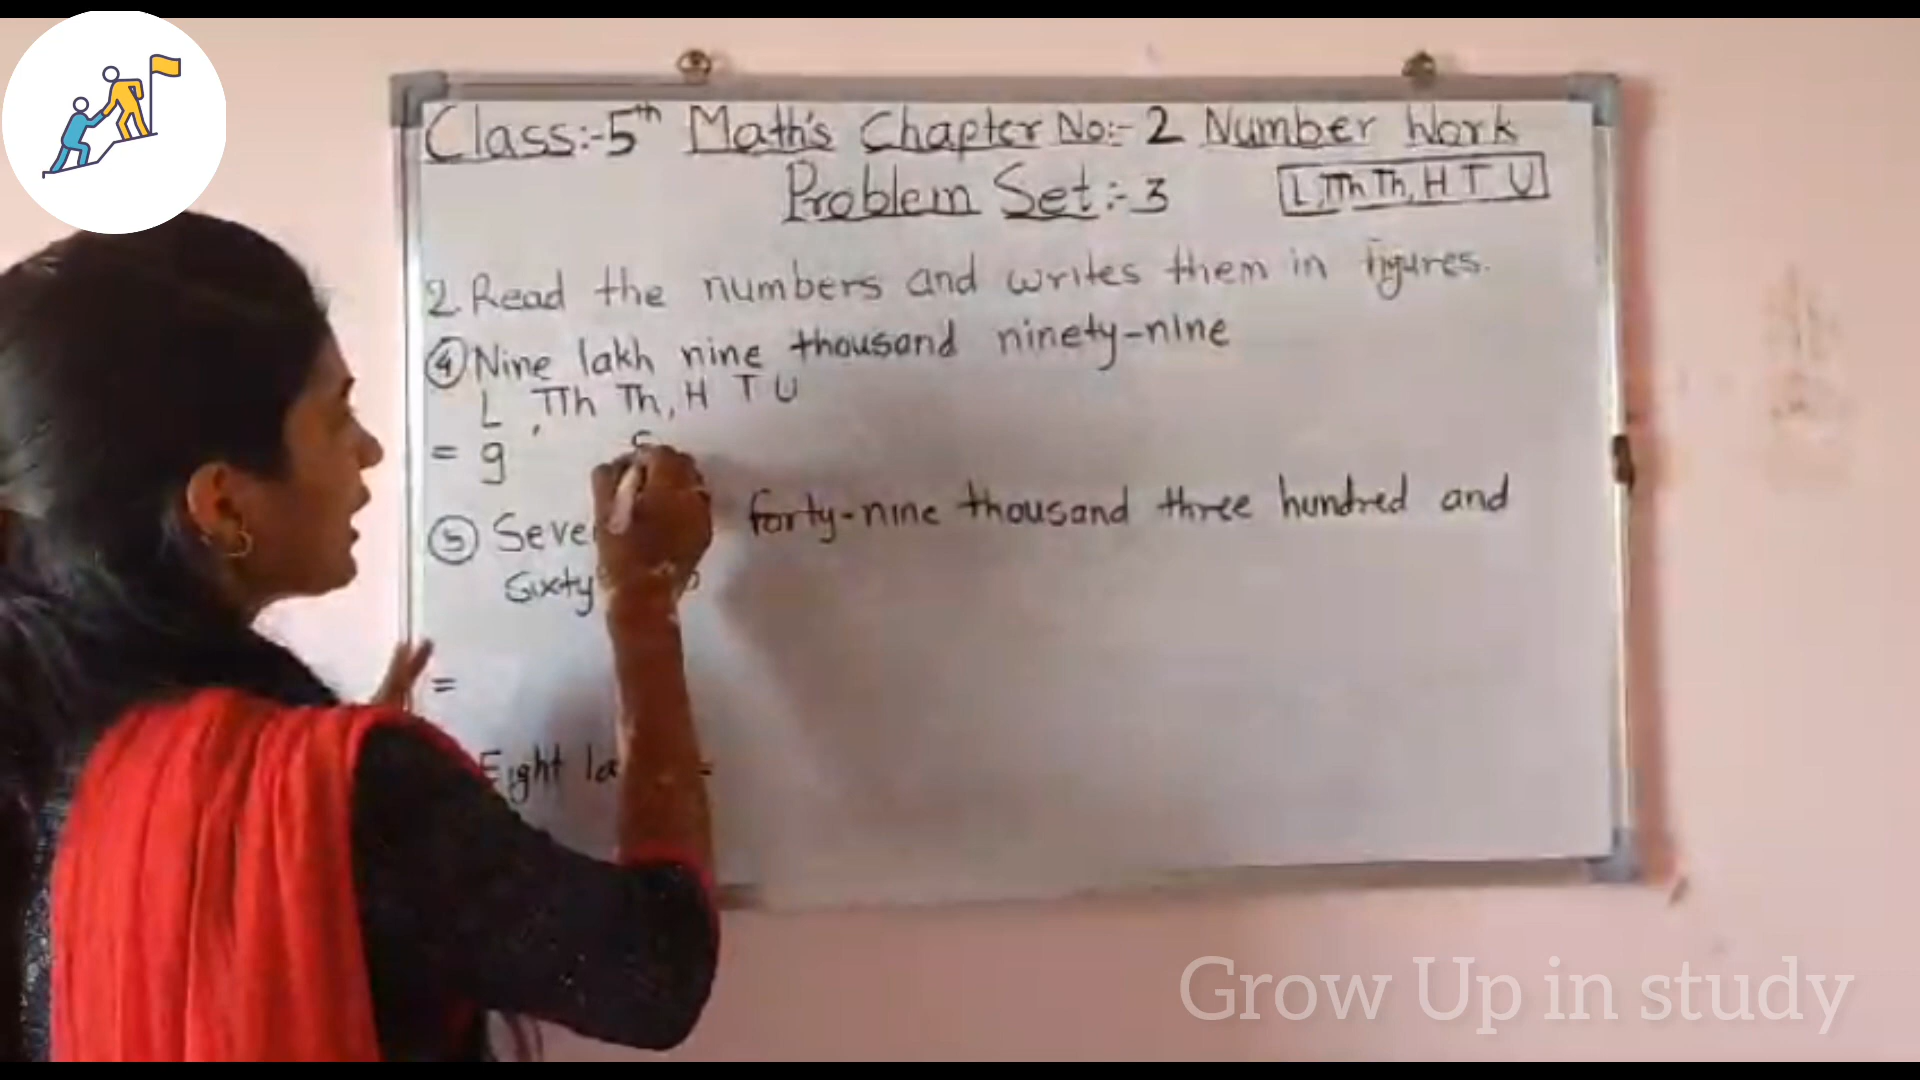 Class:-5th Math's Chapter No:- 2 Number Work
Problem Set:- 3
L,TTh Th, H T U
2. Read the numbers and writes them in figures.
④ Nine lakh nine thousand ninety-nine
L , TTh Th, H T U
= 9
⑤ forty-nine thousand three hundred and
Sixty
=
Eight
Grow Up in study